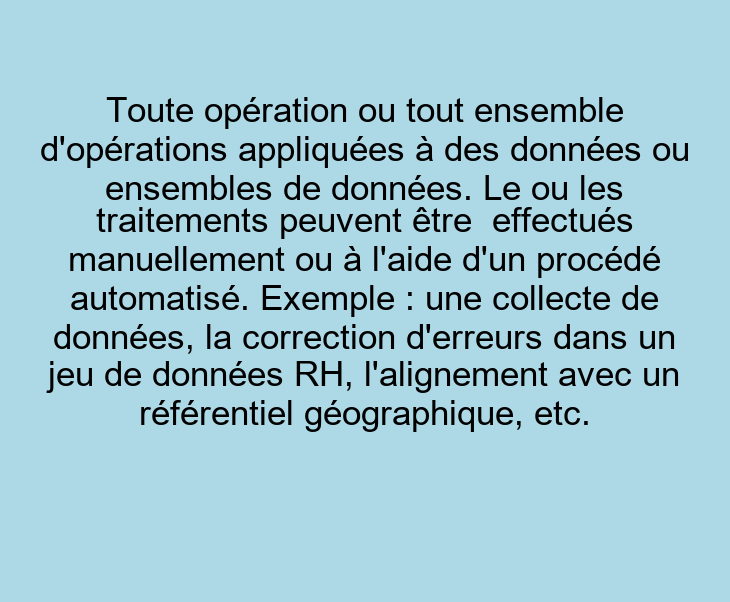 Toute opération ou tout ensemble
d'opérations appliquées à des données ou
ensembles de données. Le ou les
traitements peuvent être  effectués
manuellement ou à l'aide d'un procédé
automatisé. Exemple : une collecte de
données, la correction d'erreurs dans un
jeu de données RH, l'alignement avec un
référentiel géographique, etc.